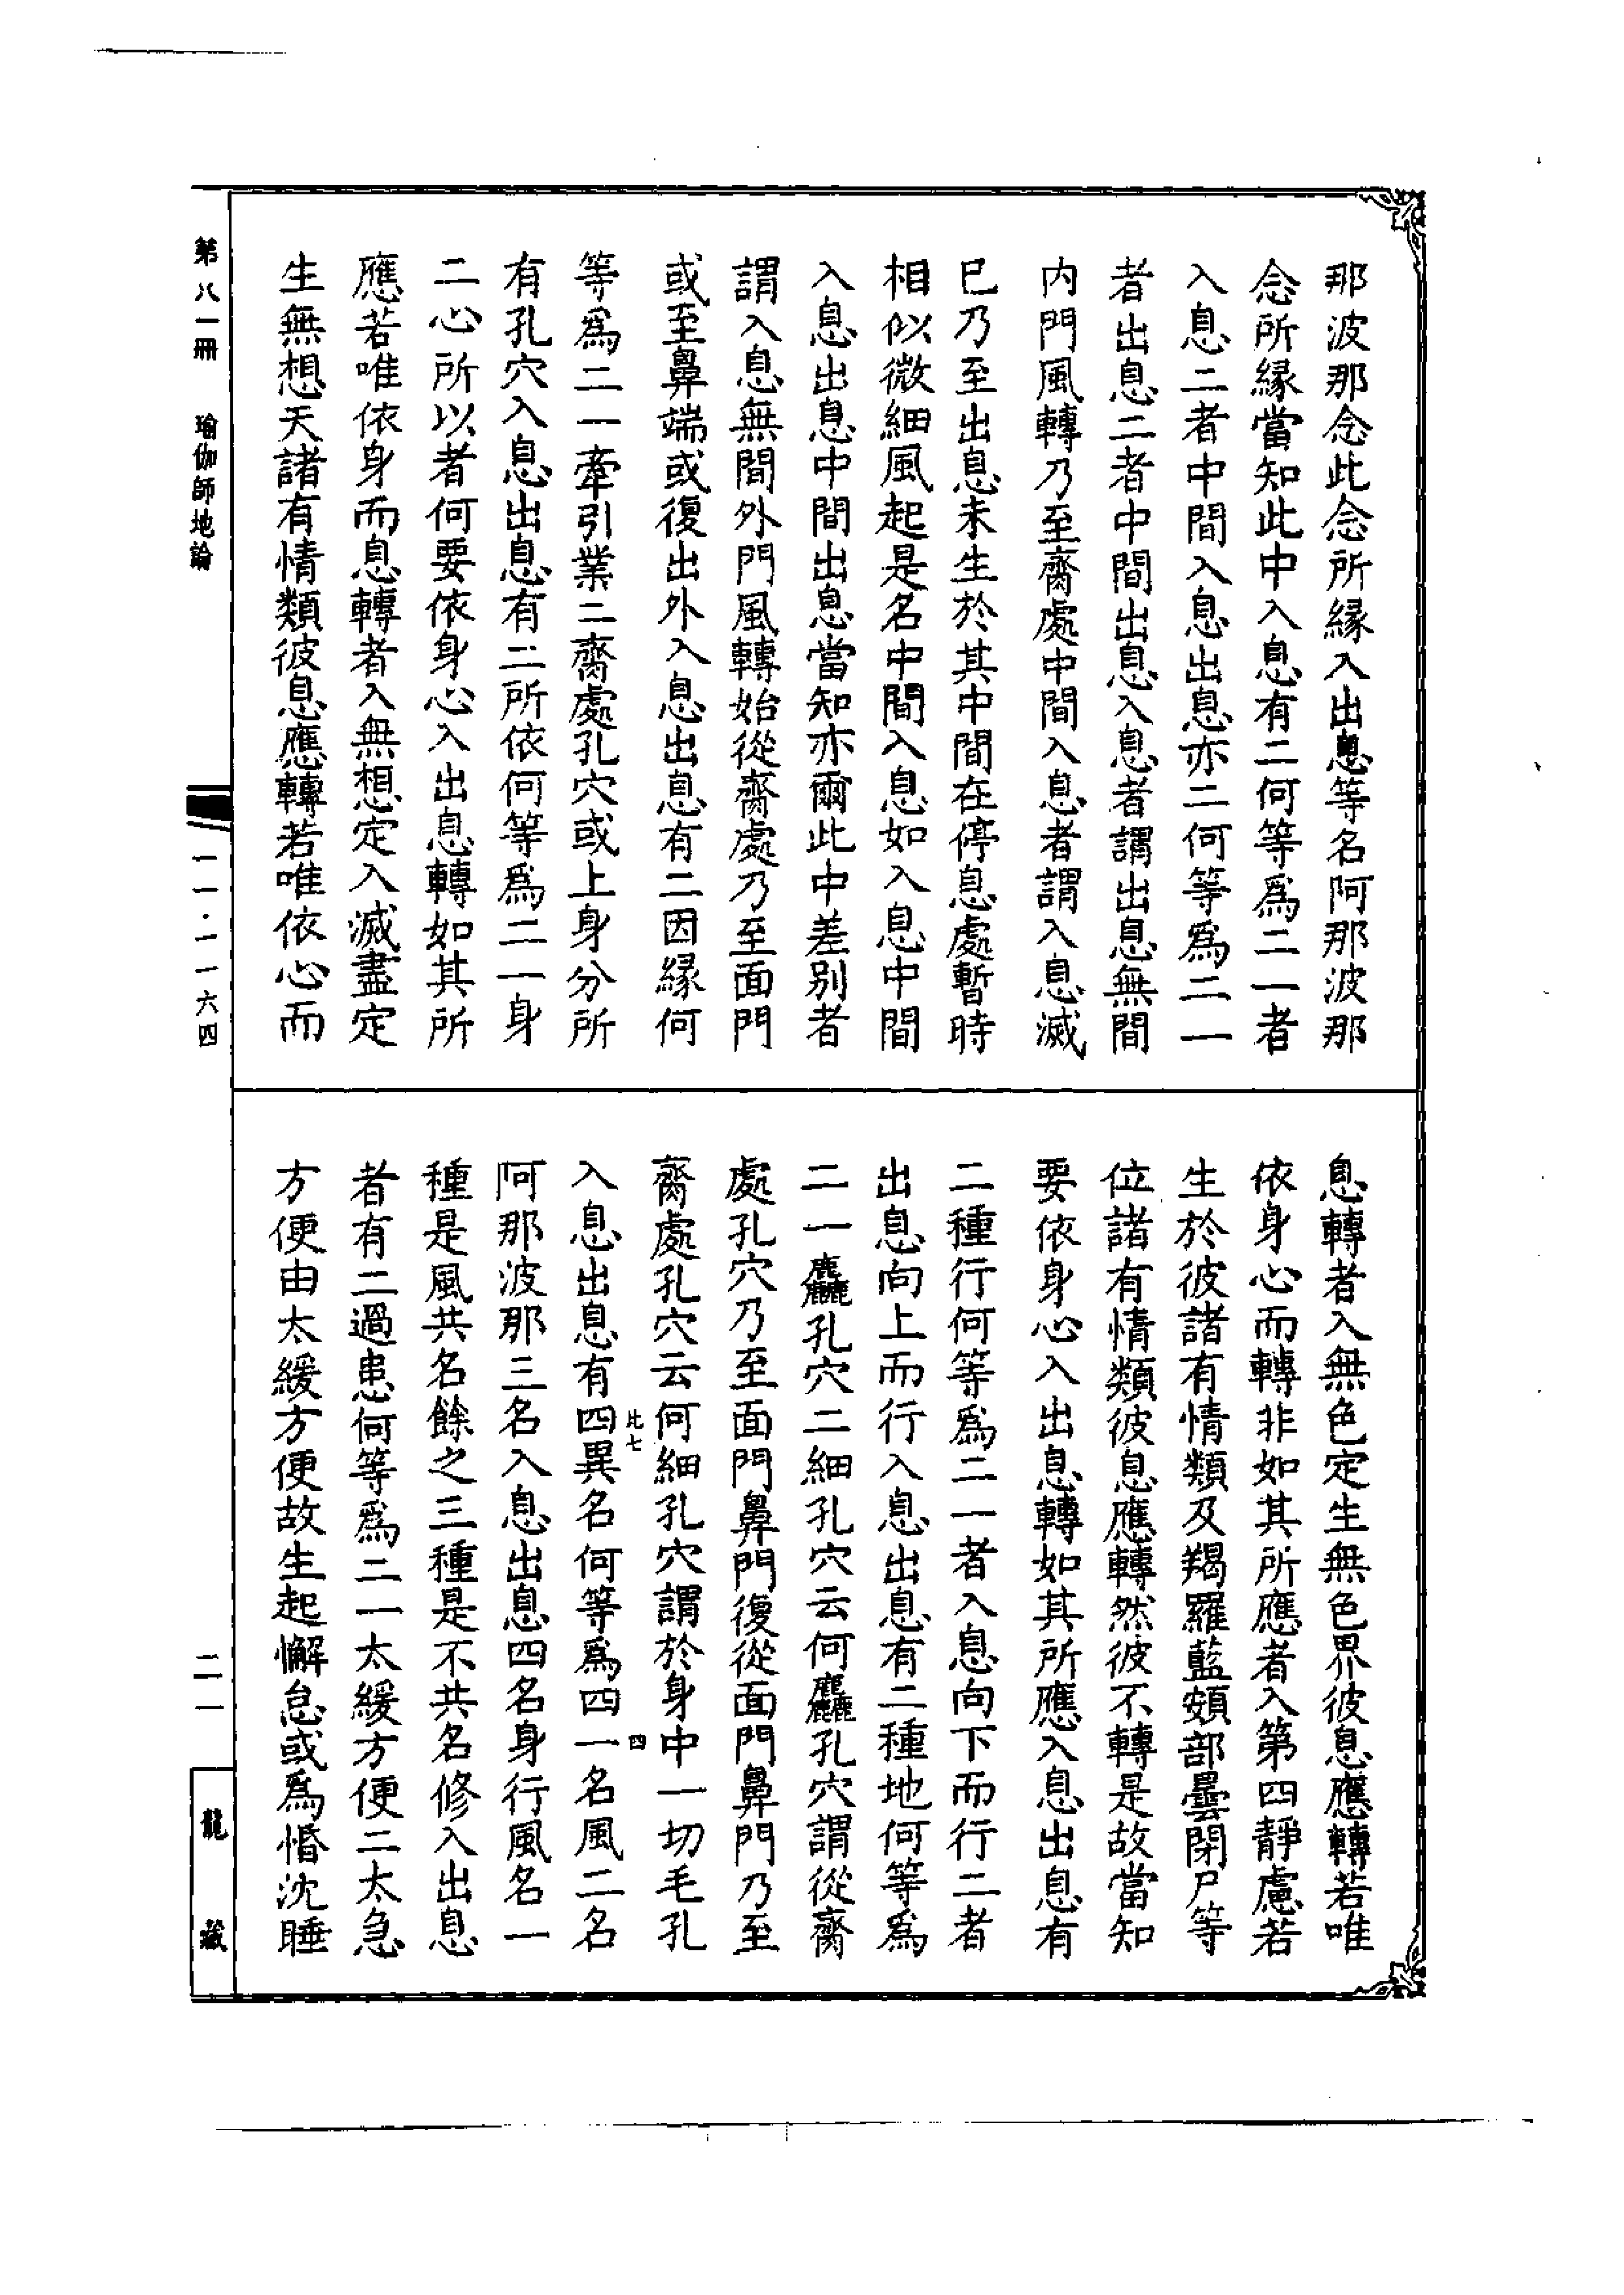 那波那念此念所緣入出息等名阿那波那
念所緣當知此中入息有二何等爲二一者
入息二者中間入息出息亦二何等爲二一
者出息二者中間出息入息者謂出息無間
内門風轉乃至齎處中間入息者謂入息滅
已乃至出息未生於其中間在停息處暫時
相似微細風起是名中間入息如入息中間
入息出息中間出息當知亦爾此中差别者
謂入息無間外門風轉始從齎處乃至面門
或至鼻端或復出外入息出息有二因緣何
等爲二一牽引業二齎處孔穴或上身分所
有孔穴入息出息有二所依何等爲二一身
二心所以者何要依身心入出息轉如其所
應若唯依身而息轉者入無想定入滅盡定
生無想天諸有情類彼息應轉若唯依心而
息轉者入無色定生無色界彼息應轉若唯
依身心而轉非如其所應者入第四靜慮若
生於彼諸有情類及羯羅藍頞部曇閉尸等
位諸有情類彼息應轉然彼不轉是故當知
要依身心入出息轉如其所應入息出息有
二種行何等爲二一者入息向下而行二者
出息向上而行入息出息有二種地何等爲
二一麤孔穴二細孔穴云何麤孔穴謂從齎
處孔穴乃至面門鼻門復從面門鼻門乃至
齎處孔穴云何細孔穴謂於身中一切毛孔
此七 四
入息出息有四異名何等爲四一名風二名
阿那波那三名入息出息四名身行風名一
種是風共名餘之三種是不共名修入出息
者有二過患何等爲二一太緩方便二太急
方便由太緩方便故生起懈怠或爲惛沈睡
第八一冊 瑜伽師地論 一一·一一六四
二一
龍藏